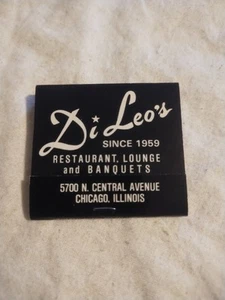 Di Leo's
SINCE 1959
RESTAURANT, LOUNGE
and BANQUETS
5700 N. CENTRAL AVENUE
CHICAGO, ILLINOIS